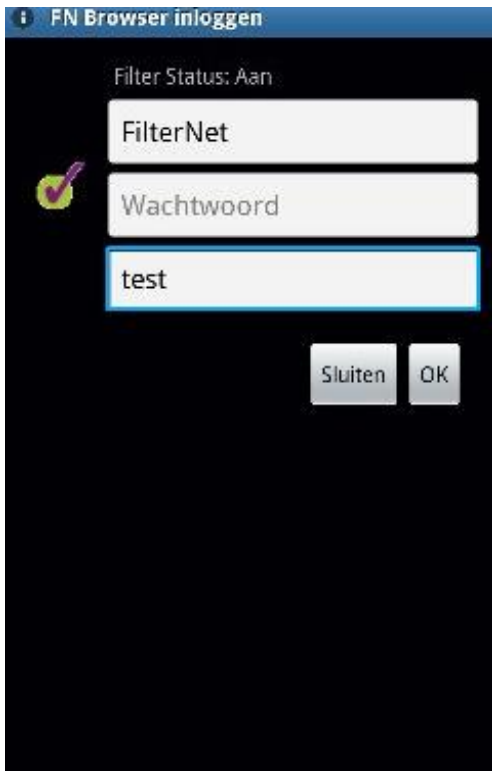 FN Browser inloggen
Filter Status: Aan
FilterNet
Wachtwoord
test
Sluiten OK